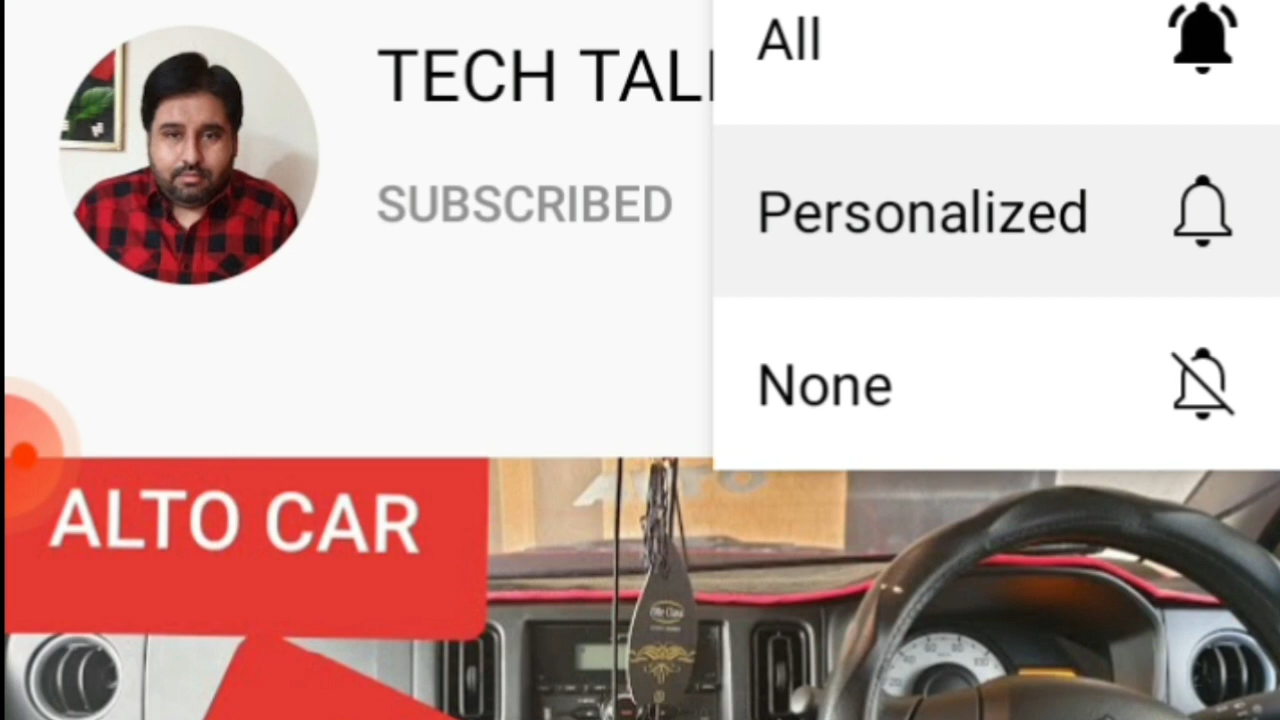 TECH TAL
SUBSCRIBED
All
Personalized
None
ALTO CAR